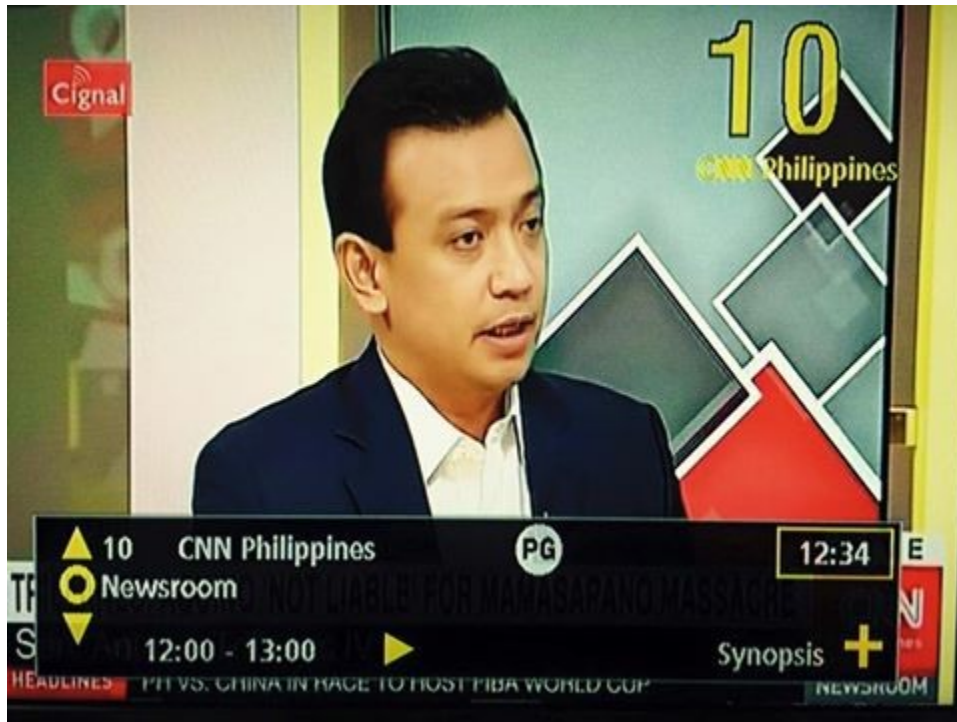 Cignal
10
CNN Philippines
10 CNN Philippines PG 12:34
Newsroom
'NOT LIABLE' FOR MAMASAPANO MASSACRE
12:00 - 13:00 Synopsis
HEADLINES PH VS. CHINA IN RACE TO HOST FIBA WORLD CUP NEWSROOM